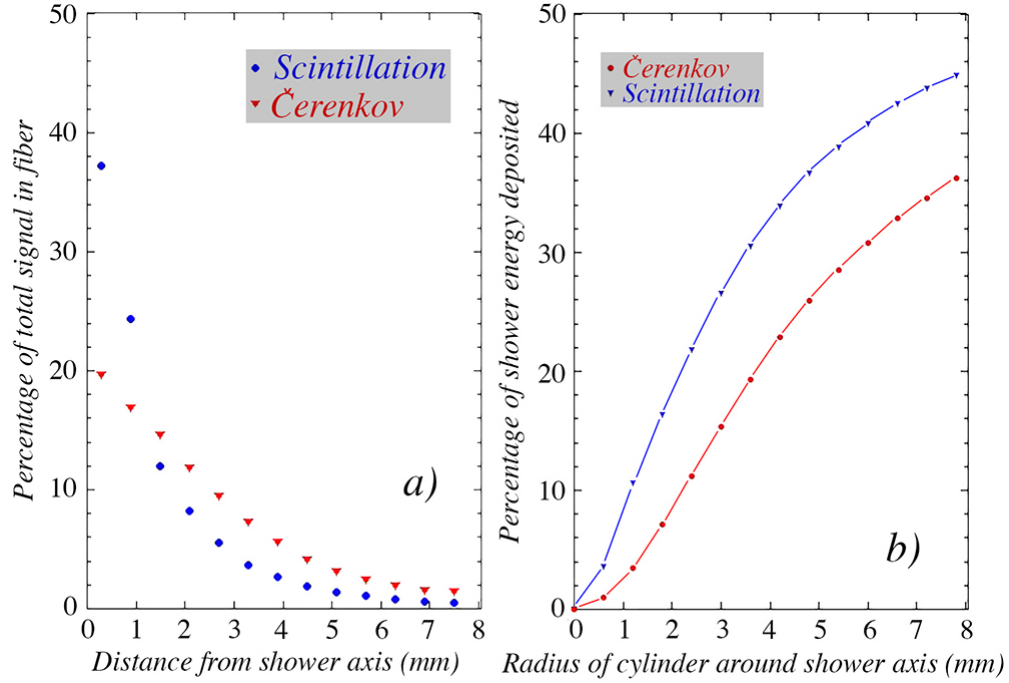 Percentage of total signal in fiber
50
40
30
20
10
0
Scintillation
Čerenkov
a)
0 1 2 3 4 5 6 7 8
Distance from shower axis (mm)
Percentage of shower energy deposited
50
40
30
20
10
0
Čerenkov
Scintillation
b)
0 1 2 3 4 5 6 7 8
Radius of cylinder around shower axis (mm)